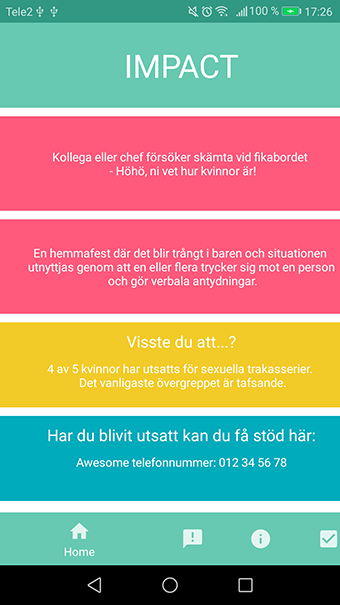 Tele2 100 % 17:26
IMPACT
Kollega eller chef försöker skämta vid fikabordet
- Höhö, ni vet hur kvinnor är!
En hemmafest där det blir trångt i baren och situationen
utnyttjas genom att en eller flera trycker sig mot en person
och gör verbala antydningar.
Visste du att...?
4 av 5 kvinnor har utsatts för sexuella trakasserier.
Det vanligaste övergreppet är tafsande.
Har du blivit utsatt kan du få stöd här:
Awesome telefonnummer: 012 34 56 78
Home